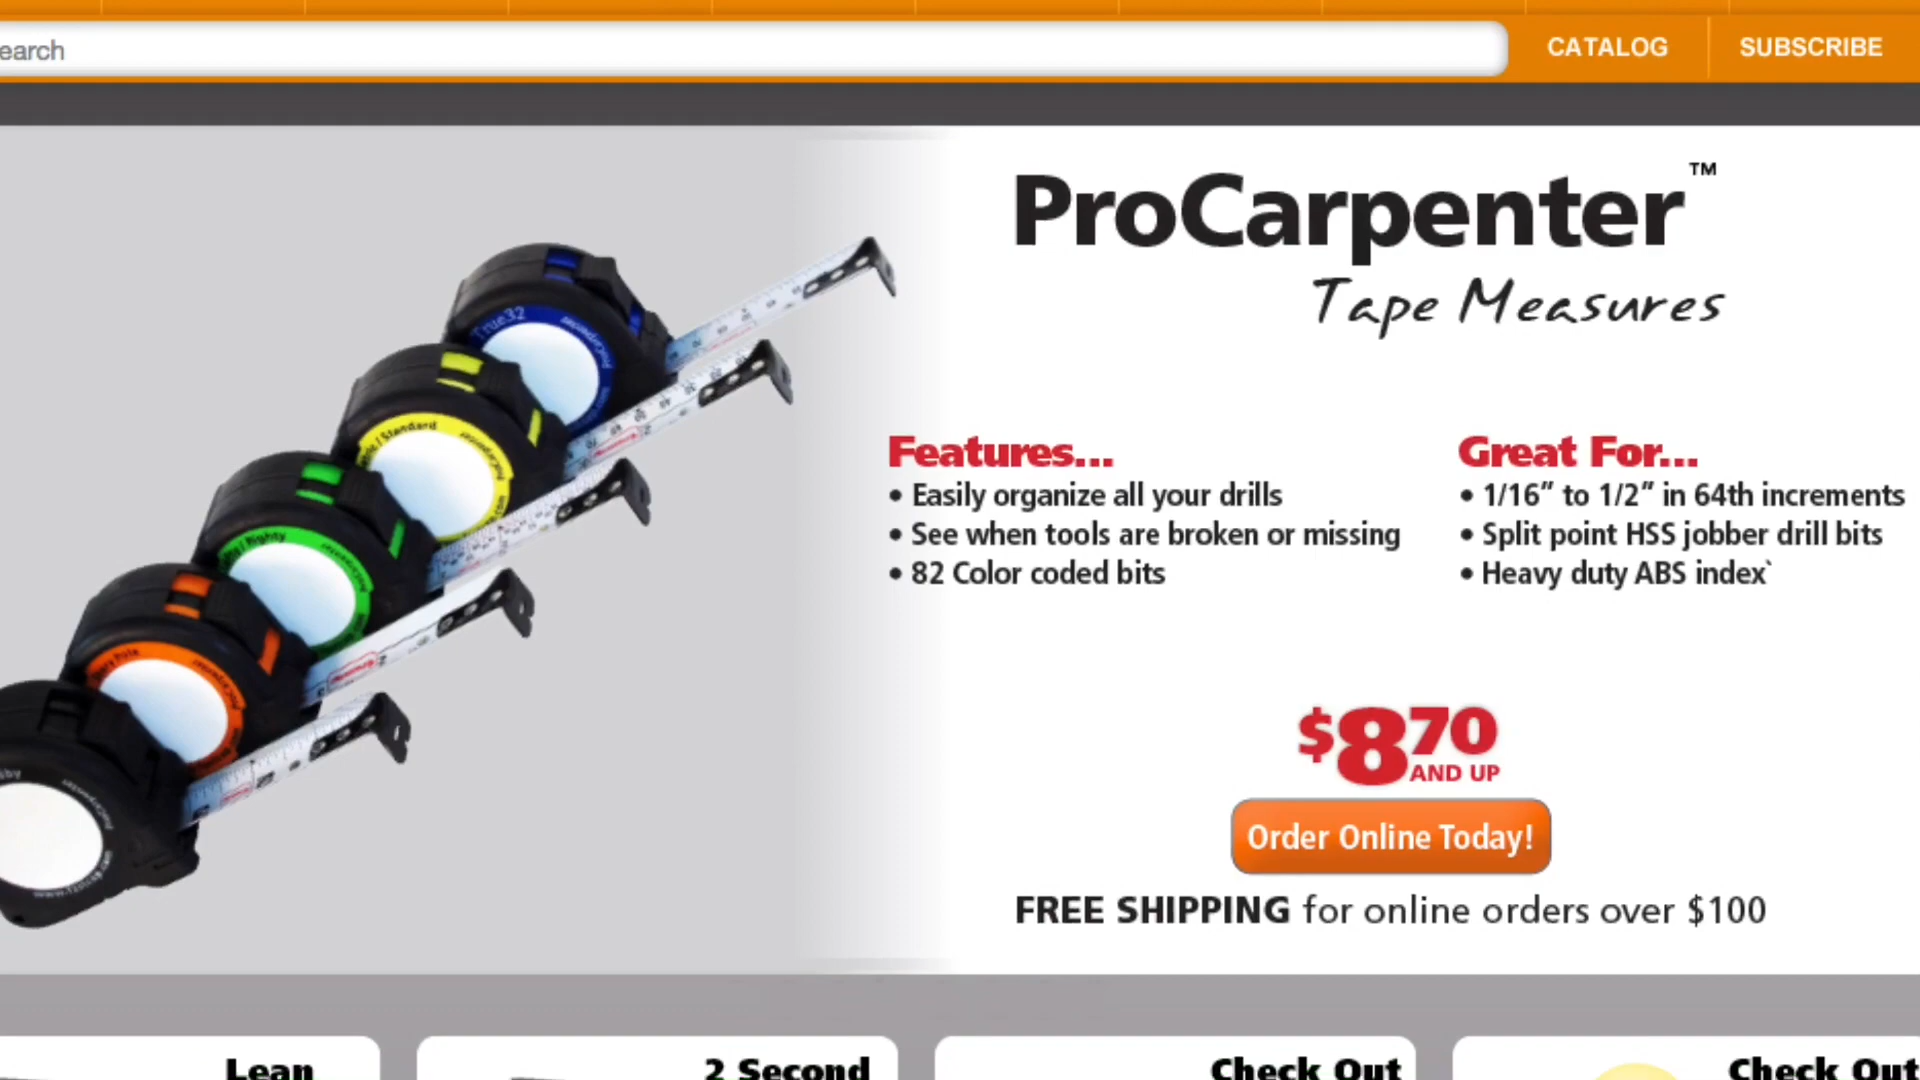 earch
CATALOG
SUBSCRIBE
ProCarpenter™
Tape Measures
Features...
• Easily organize all your drills
• See when tools are broken or missing
• 82 Color coded bits
Great For...
• 1/16” to 1/2” in 64th increments
• Split point HSS jobber drill bits
• Heavy duty ABS index`
$8 70
AND UP
Order Online Today!
FREE SHIPPING for online orders over $100
True32
Standard
Righty
Lean
2 Second
Check Out
Check Out